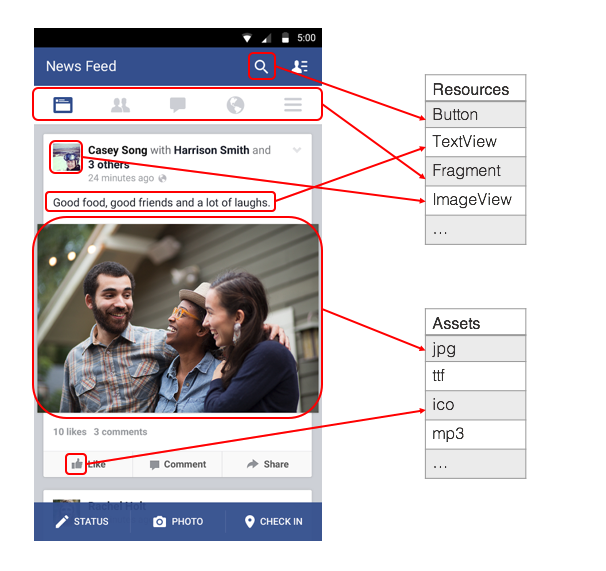 5:00
News Feed
Casey Song with Harrison Smith and
3 others
24 minutes ago
Good food, good friends and a lot of laughs.
10 likes 3 comments
Like Comment Share
Rachel Holt
STATUS PHOTO CHECK IN
Resources
Button
TextView
Fragment
ImageView
...
Assets
jpg
ttf
ico
mp3
...